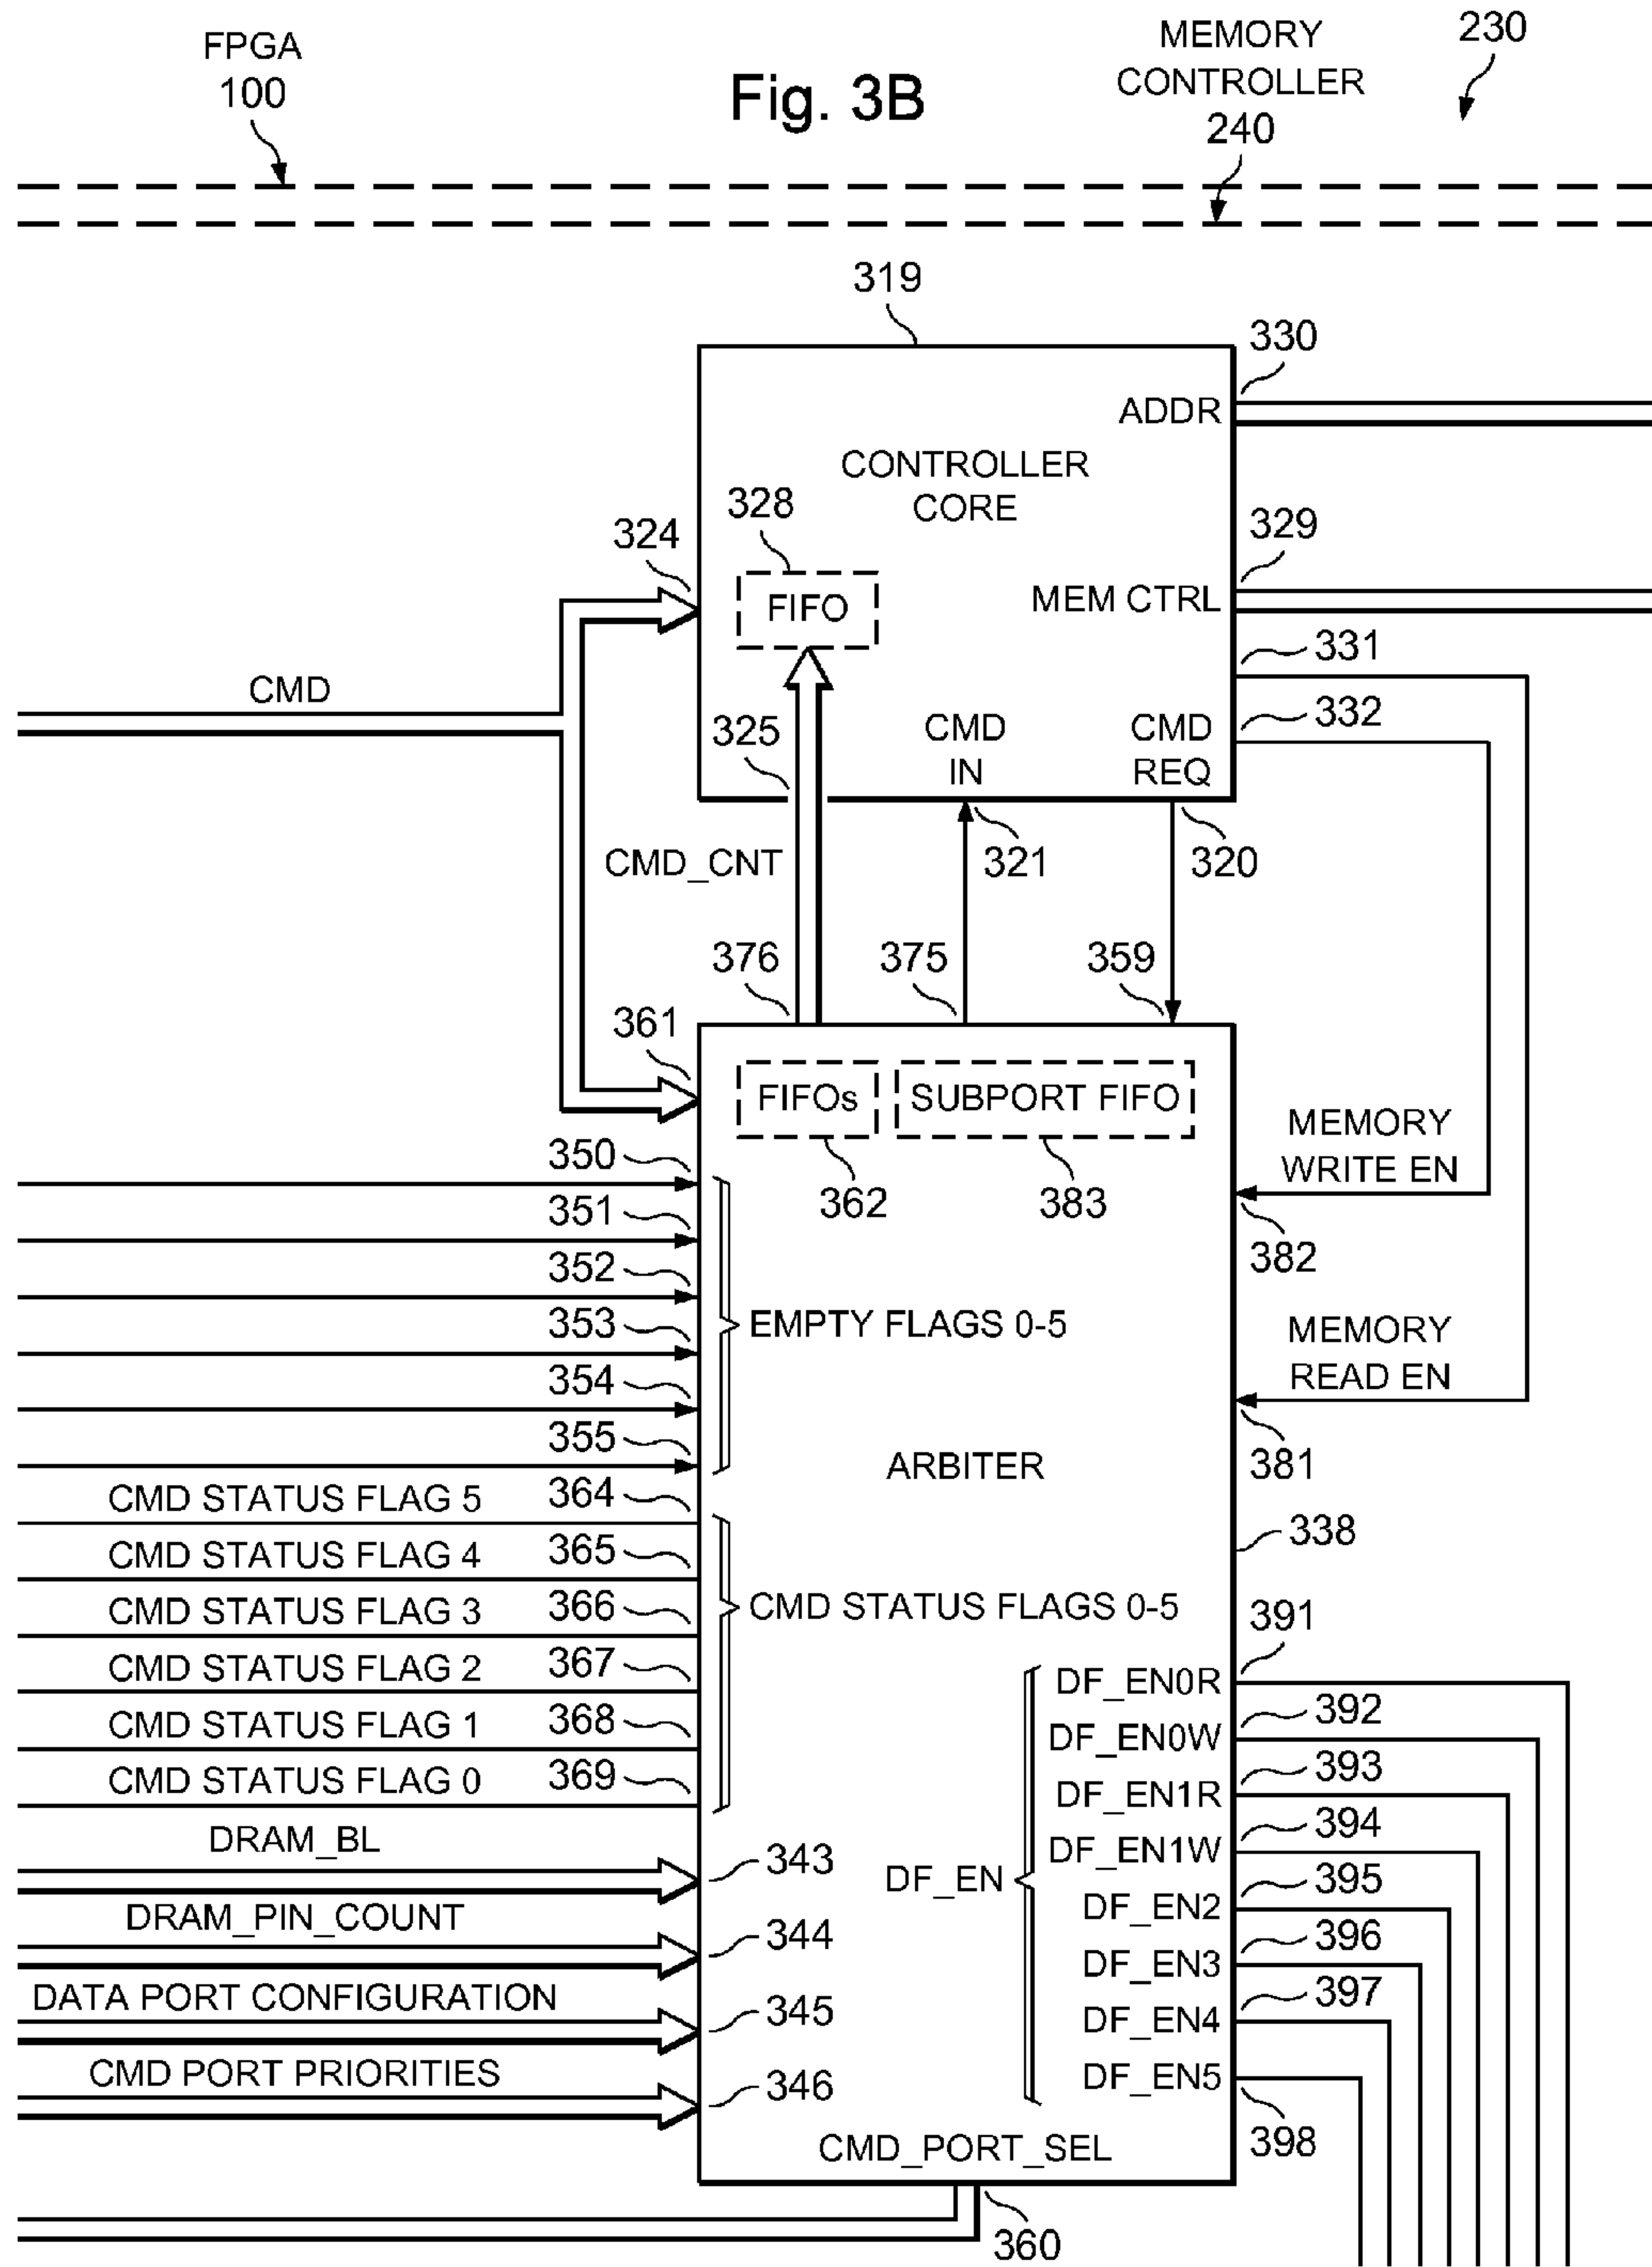 FPGA
100
Fig. 3B
MEMORY
CONTROLLER
240
230
319
330
ADDR
CONTROLLER
CORE
328
324
329
FIFO
MEM CTRL
331
CMD
332
325
CMD
IN
CMD
REQ
CMD_CNT
321
320
376
375
359
361
FIFOs
SUBPORT FIFO
MEMORY
WRITE EN
350
362
383
351
382
352
353
EMPTY FLAGS 0-5
MEMORY
READ EN
354
355
ARBITER
381
CMD STATUS FLAG 5
364
338
CMD STATUS FLAG 4
365
CMD STATUS FLAG 3
366
CMD STATUS FLAGS 0-5
391
CMD STATUS FLAG 2
367
DF_EN0R
392
CMD STATUS FLAG 1
368
DF_EN0W
393
CMD STATUS FLAG 0
369
DF_EN1R
394
DRAM_BL
343
DF_EN1W
DF_EN
395
DF_EN2
DRAM_PIN_COUNT
344
396
DF_EN3
DATA PORT CONFIGURATION
345
397
DF_EN4
CMD PORT PRIORITIES
346
DF_EN5
398
CMD_PORT_SEL
360